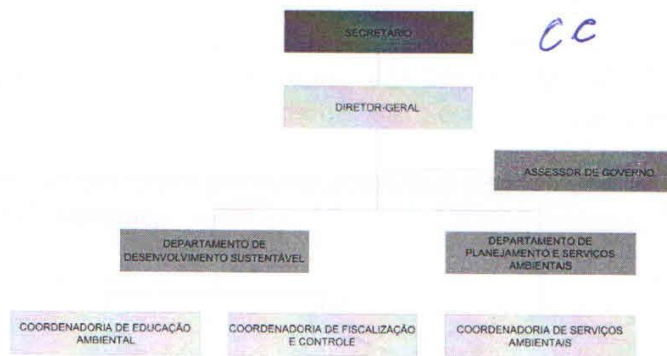 SECRETÁRIO
CC
DIRETOR-GERAL
ASSESSOR DE GOVERNO
DEPARTAMENTO DE
DESENVOLVIMENTO SUSTENTÁVEL
DEPARTAMENTO DE
PLANEJAMENTO E SERVIÇOS
AMBIENTAIS
COORDENADORIA DE EDUCAÇÃO
AMBIENTAL
COORDENADORIA DE FISCALIZAÇÃO
E CONTROLE
COORDENADORIA DE SERVIÇOS
AMBIENTAIS